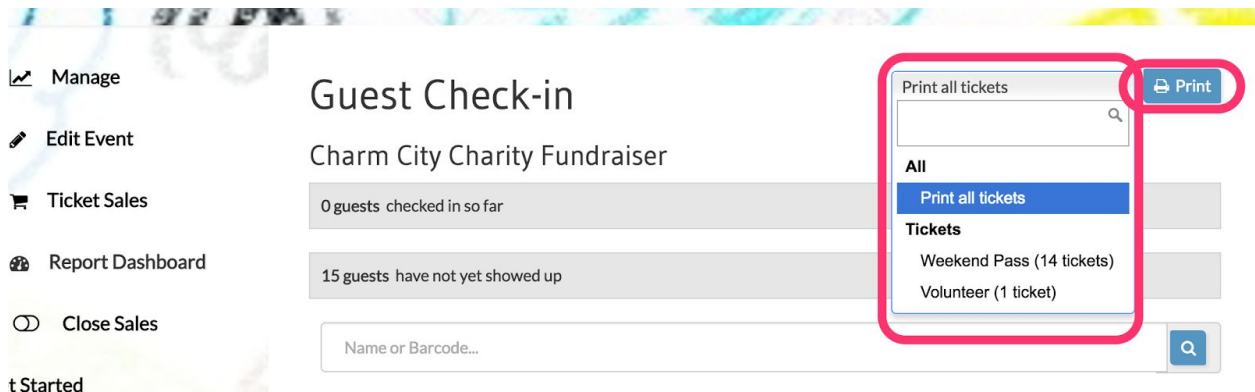 Manage
Edit Event
Ticket Sales
Report Dashboard
Close Sales
t Started
Guest Check-in
Charm City Charity Fundraiser
0 guests checked in so far
15 guests have not yet showed up
Name or Barcode...
Print all tickets
All
Print all tickets
Tickets
Weekend Pass (14 tickets)
Volunteer (1 ticket)
Print